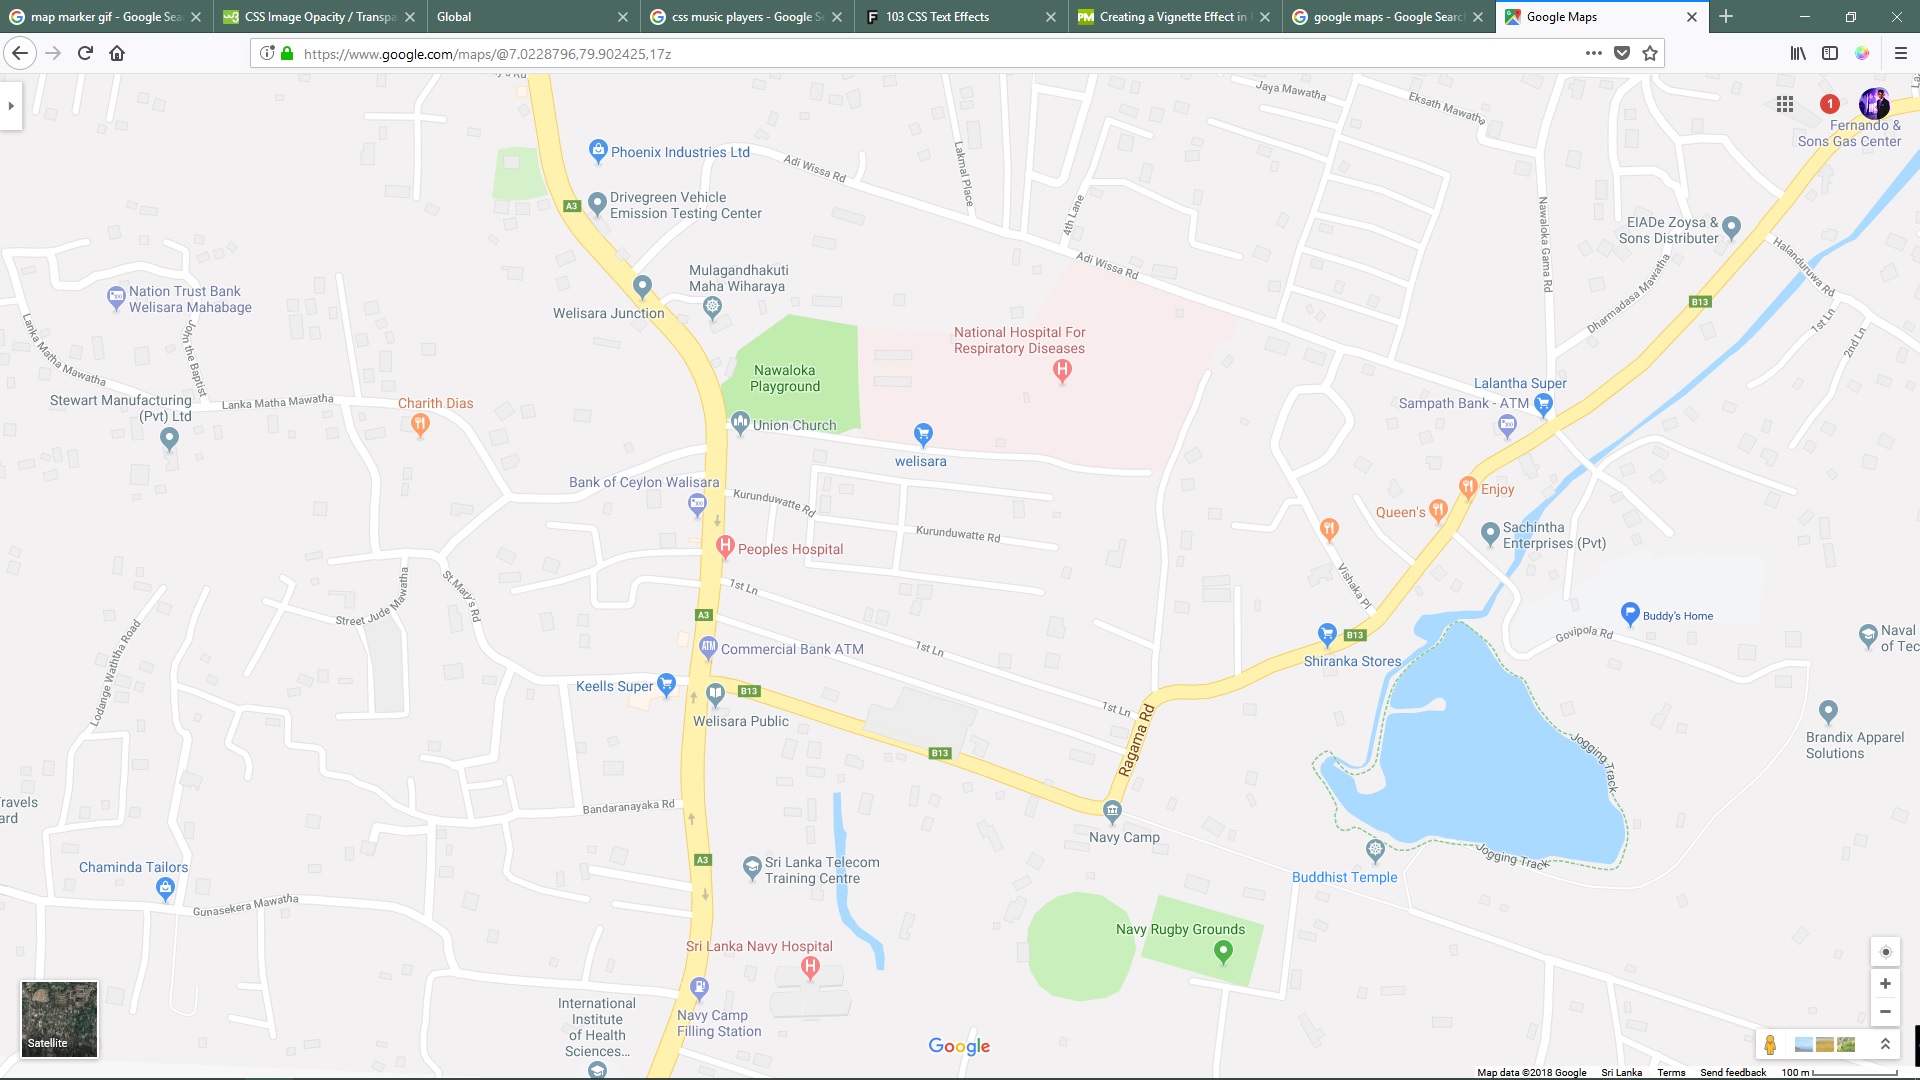 map marker gif - Google Sea
CSS Image Opacity / Transpa
Global
css music players - Google Se
103 CSS Text Effects
Creating a Vignette Effect in
google maps - Google Search
Google Maps
https://www.google.com/maps/@7.0228796,79.902425,17z
1
Jaya Mawatha
Eksath Mawatha
Fernando &
Sons Gas Center
Phoenix Industries Ltd
Adi Wissa Rd
Lakmal Place
Drivegreen Vehicle
Emission Testing Center
A3
4th Lane
Nawaloka Gama Rd
EIADe Zoysa &
Sons Distributer
Halanduruwa Rd
Adi Wissa Rd
Mulagandhakuti
Maha Wiharaya
Welisara Junction
Nation Trust Bank
Welisara Mahabage
Lanka Matha Mawatha
John the Baptist
Dharmadasa Mawatha
B13
1st Ln
2nd Ln
National Hospital For
Respiratory Diseases
Nawaloka
Playground
Lalantha Super
Sampath Bank - ATM
Stewart Manufacturing
(Pvt) Ltd
Lanka Matha Mawatha
Charith Dias
Union Church
welisara
Bank of Ceylon Walisara
Kurunduwatte Rd
Kurunduwatte Rd
Enjoy
Queen's
Sachintha
Enterprises (Pvt)
Peoples Hospital
1st Ln
Vishaka Pl
St.Mary's Rd
Street Jude Mawatha
A3
Buddy's Home
Govipola Rd
Naval
of Tec
B13
Shiranka Stores
Commercial Bank ATM
ATM
1st Ln
Lodange Waththa Road
Keells Super
B13
Welisara Public
1st Ln
Ragama Rd
B13
Jogging Track
Brandix Apparel
Solutions
ravels
ard
Bandaranayaka Rd
Navy Camp
A3
Jogging Track
Sri Lanka Telecom
Training Centre
Buddhist Temple
Chaminda Tailors
Gunasekera Mawatha
Navy Rugby Grounds
Sri Lanka Navy Hospital
International
Institute
of Health
Sciences...
Navy Camp
Filling Station
Satellite
Google
Map data ©2018 Google Sri Lanka Terms Send feedback 100 m